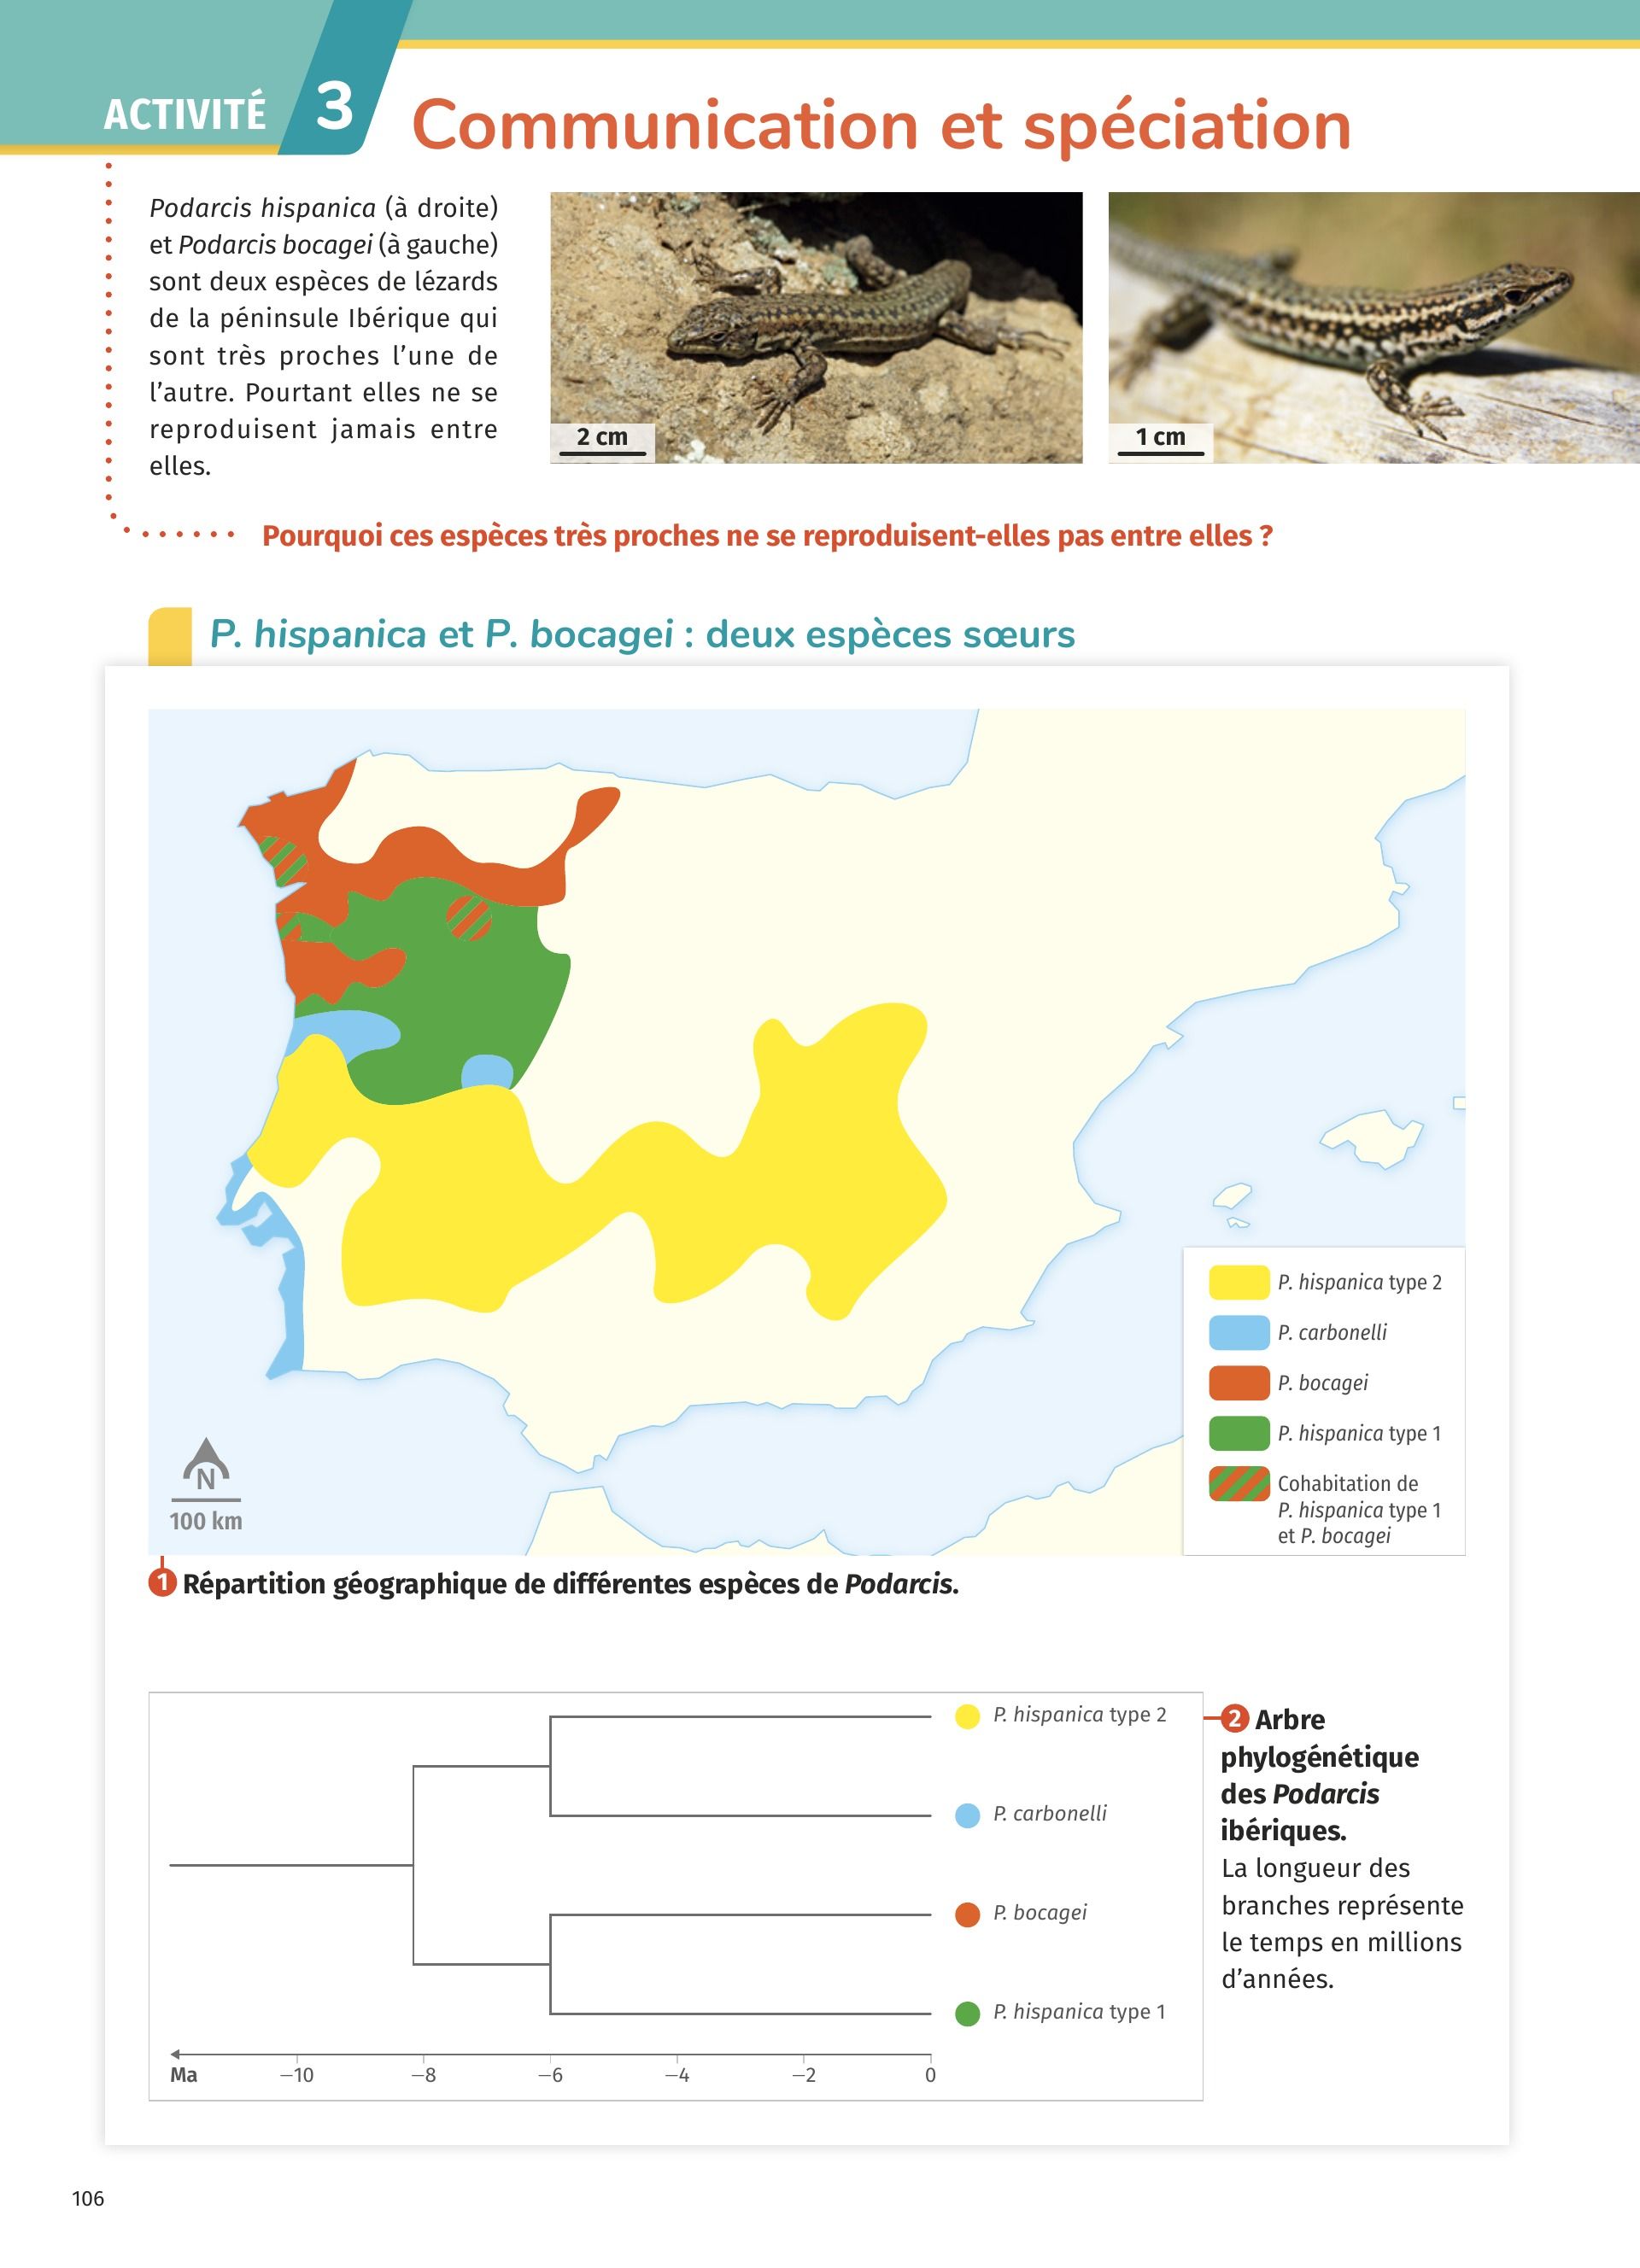 ACTIVITÉ 3
Communication et spéciation
Podarcis hispanica (à droite)
et Podarcis bocagei (à gauche)
sont deux espèces de lézards
de la péninsule Ibérique qui
sont très proches l’une de
l’autre. Pourtant elles ne se
reproduisent jamais entre
elles.
2 cm
1 cm
Pourquoi ces espèces très proches ne se reproduisent-elles pas entre elles ?
P. hispanica et P. bocagei : deux espèces sœurs
P. hispanica type 2
P. carbonelli
P. bocagei
P. hispanica type 1
Cohabitation de
P. hispanica type 1
et P. bocagei
N
100 km
1 Répartition géographique de différentes espèces de Podarcis.
P. hispanica type 2
P. carbonelli
P. bocagei
P. hispanica type 1
Ma –10 –8 –6 –4 –2 0
2 Arbre
phylogénétique
des Podarcis
ibériques.
La longueur des
branches représente
le temps en millions
d’années.
106